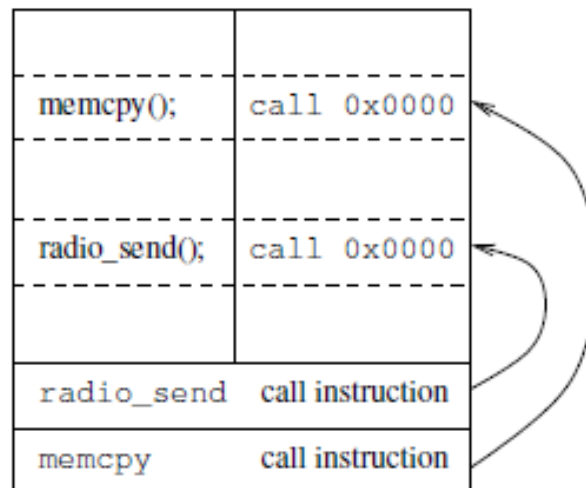 memcpy(); call 0x0000
radio_send(); call 0x0000
radio_send call instruction
memcpy call instruction